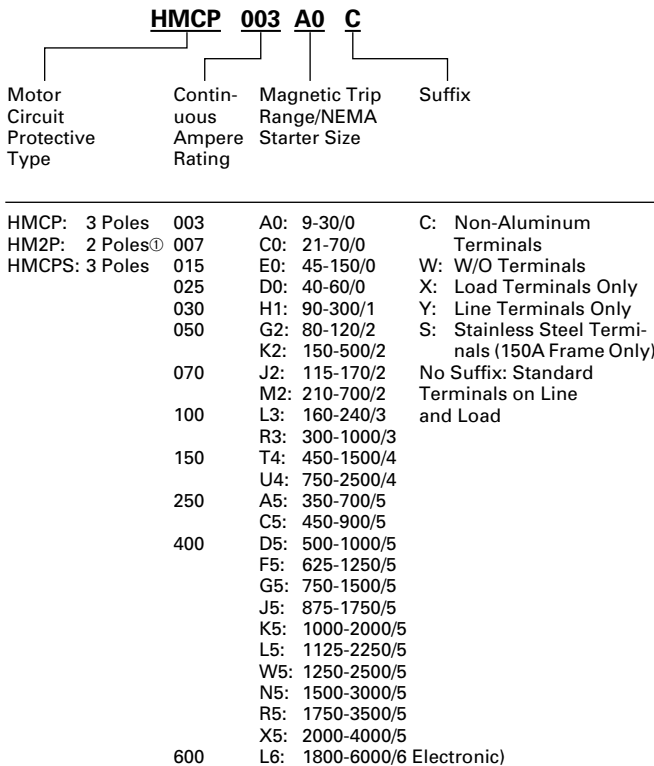 HMCP 003 A0 C
Motor Circuit Protective Type
Contin-uous Ampere Rating
Magnetic Trip Range/NEMA Starter Size
Suffix
HMCP: 3 Poles 003 A0: 9-30/0 C: Non-Aluminum
HM2P: 2 Poles① 007 C0: 21-70/0 Terminals
HMCPS: 3 Poles 015 E0: 45-150/0 W: W/O Terminals
025 D0: 40-60/0 X: Load Terminals Only
030 H1: 90-300/1 Y: Line Terminals Only
050 G2: 80-120/2 S: Stainless Steel Termi-
K2: 150-500/2 nals (150A Frame Only)
070 J2: 115-170/2 No Suffix: Standard
M2: 210-700/2 Terminals on Line
100 L3: 160-240/3 and Load
R3: 300-1000/3
150 T4: 450-1500/4
U4: 750-2500/4
250 A5: 350-700/5
C5: 450-900/5
400 D5: 500-1000/5
F5: 625-1250/5
G5: 750-1500/5
J5: 875-1750/5
K5: 1000-2000/5
L5: 1125-2250/5
W5: 1250-2500/5
N5: 1500-3000/5
R5: 1750-3500/5
X5: 2000-4000/5
600 L6: 1800-6000/6 Electronic)